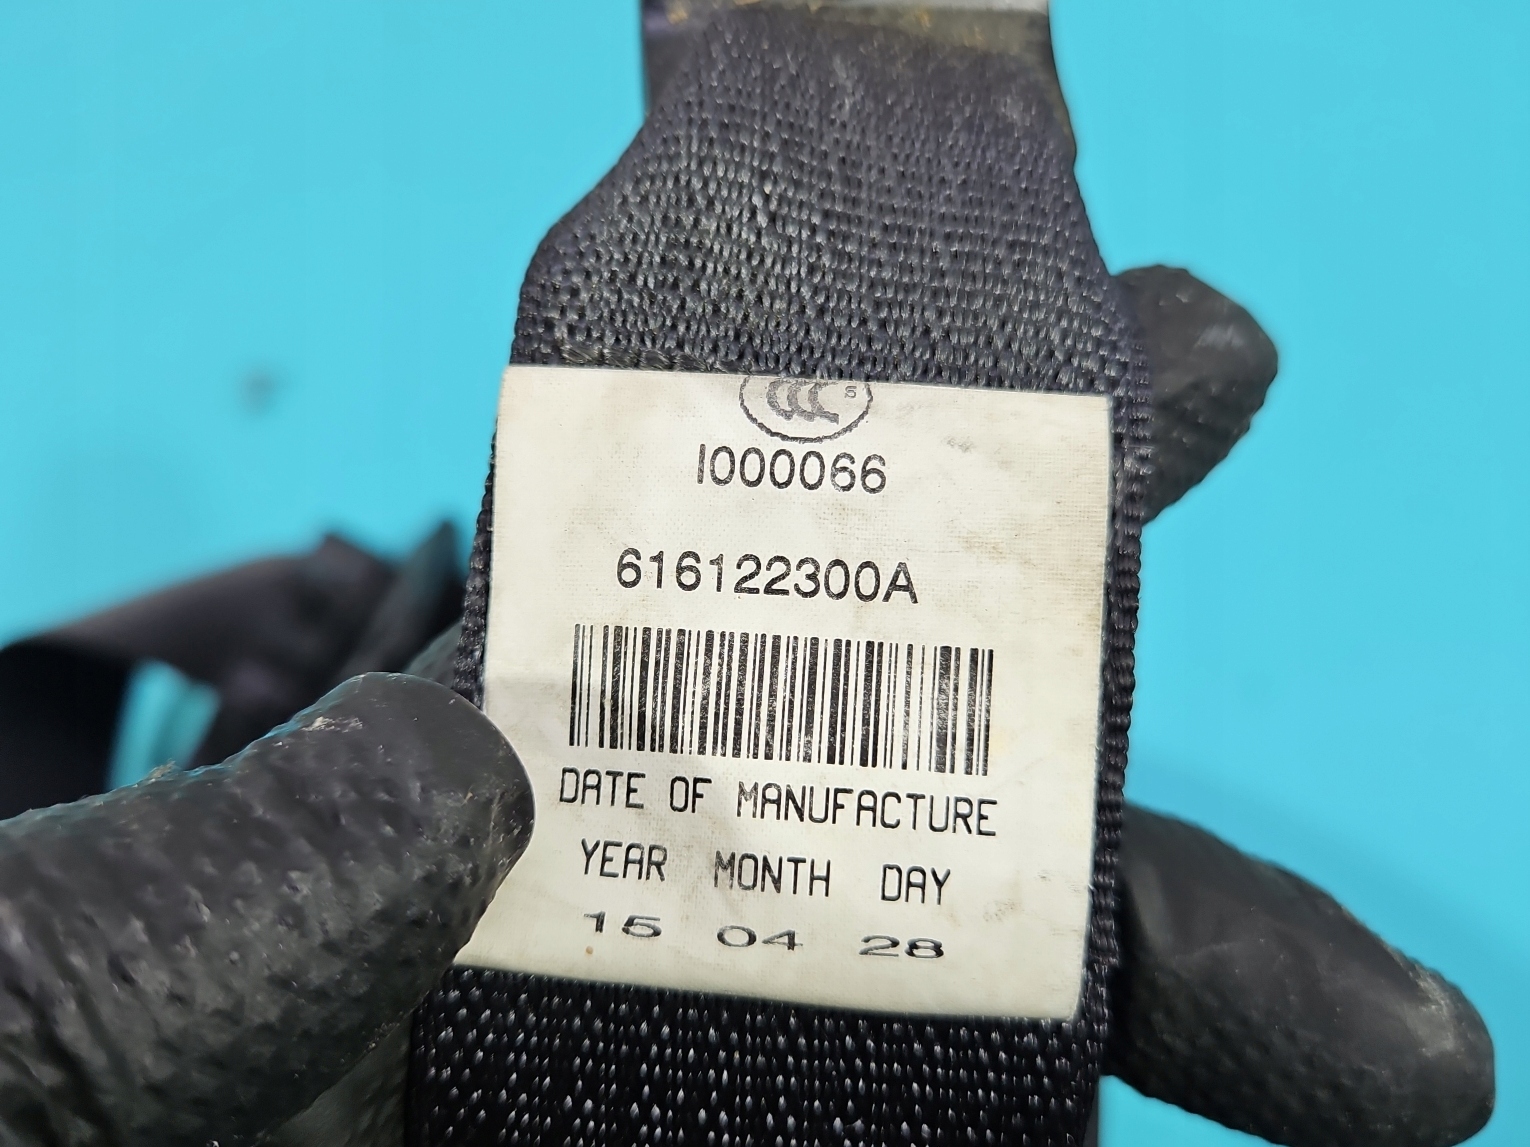 CCC S
I000066
616122300A
DATE OF MANUFACTURE
YEAR MONTH DAY
15 04 28